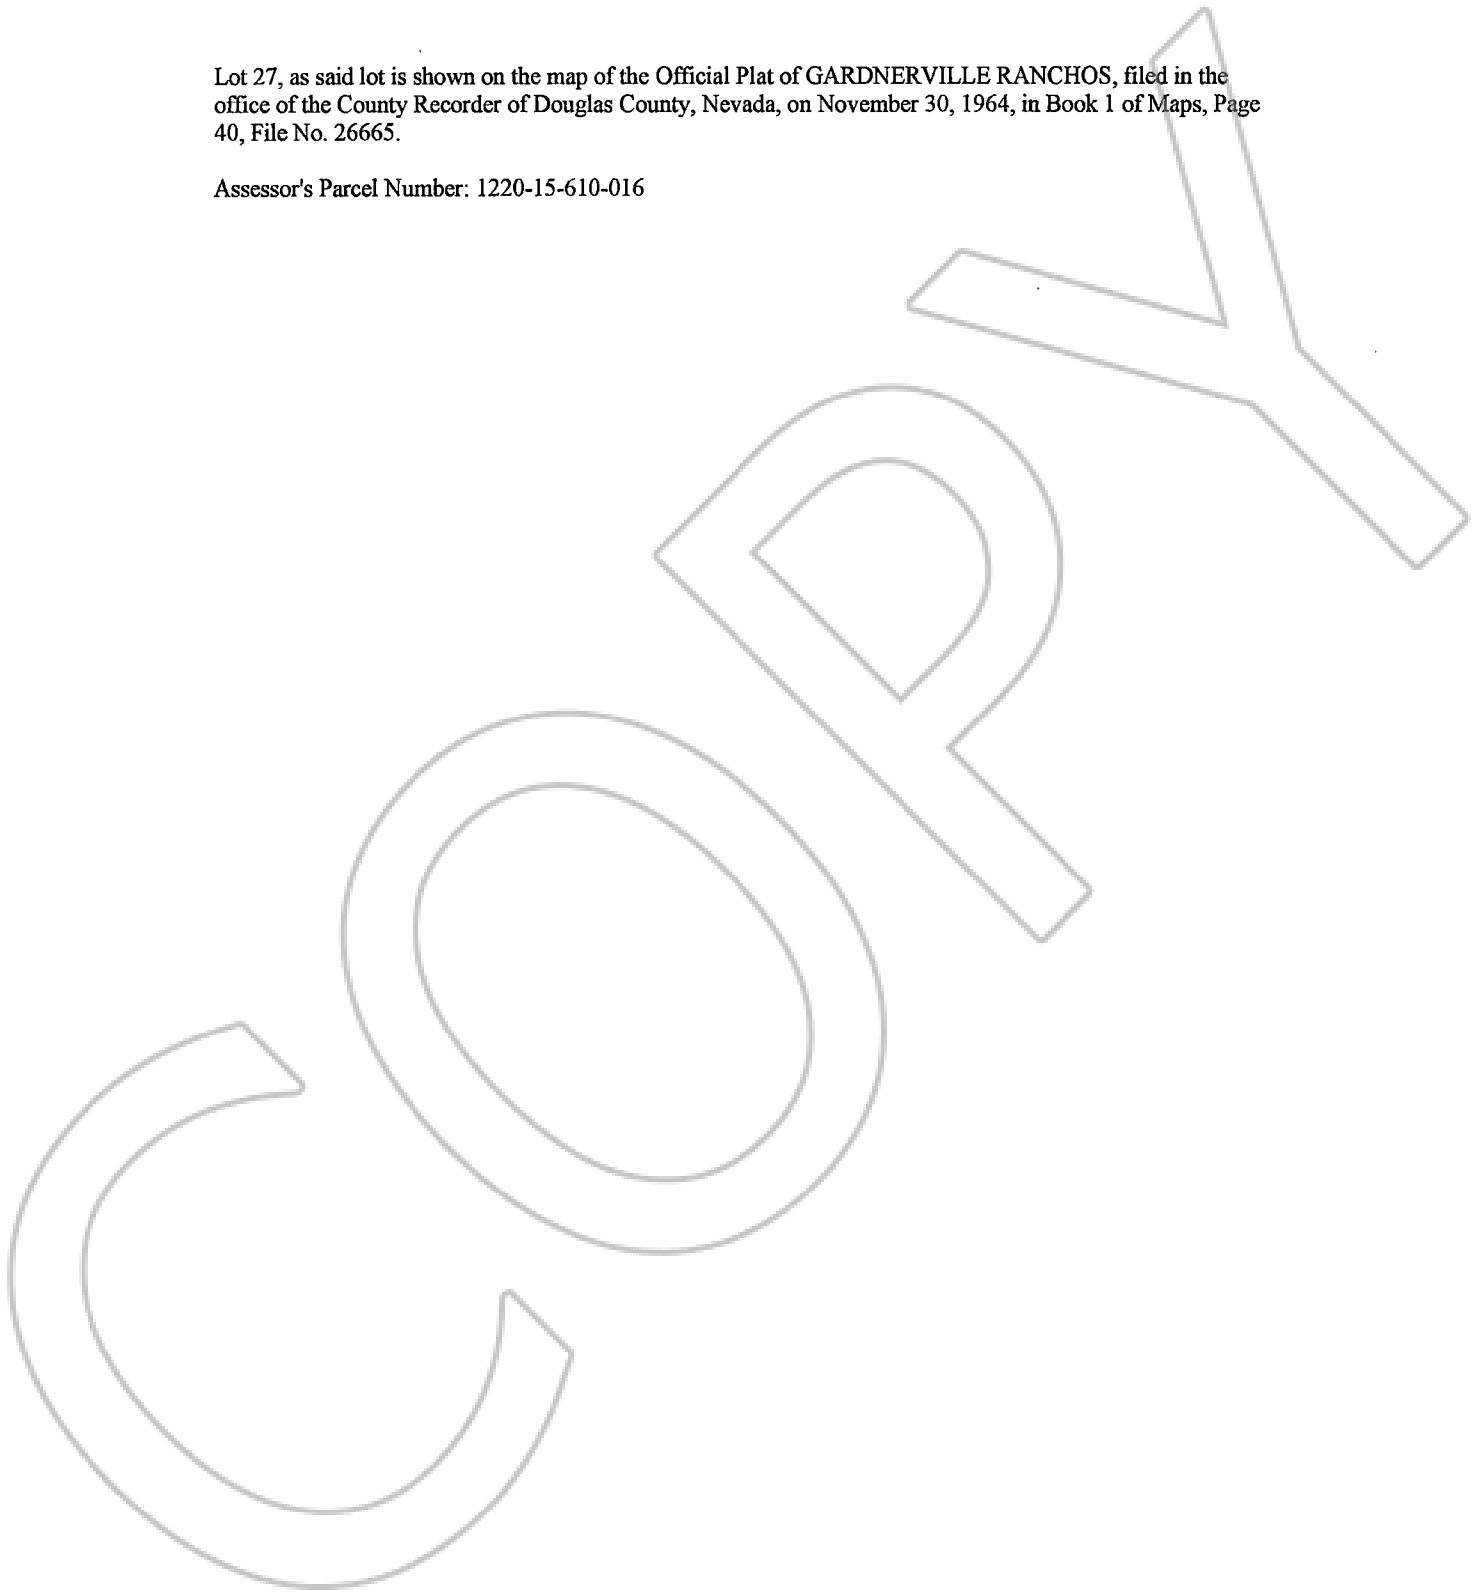 Lot 27, as said lot is shown on the map of the Official Plat of GARDNERVILLE RANCHOS, filed in the
office of the County Recorder of Douglas County, Nevada, on November 30, 1964, in Book 1 of Maps, Page
40, File No. 26665.
Assessor's Parcel Number: 1220-15-610-016
COPY